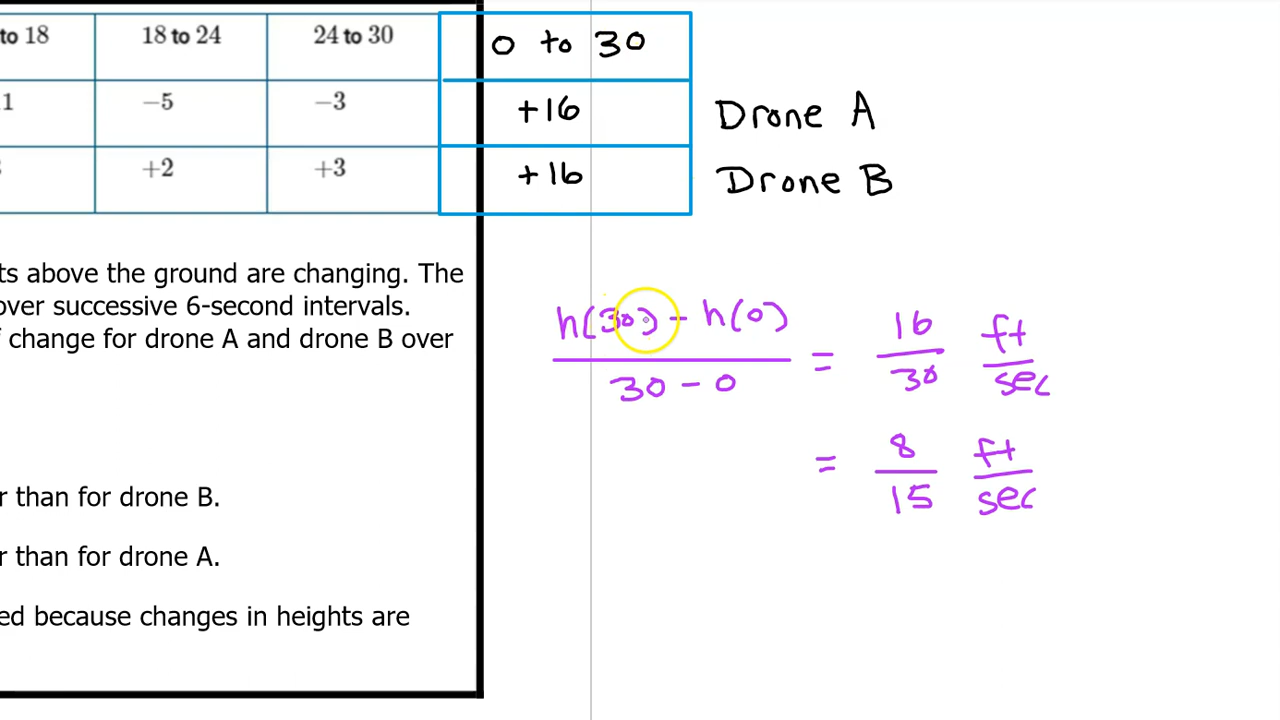 to 18 18 to 24 24 to 30 0 to 30
1 −5 −3 +16 Drone A
+2 +3 +16 Drone B
ts above the ground are changing. The
over successive 6-second intervals.
f change for drone A and drone B over
h(30) - h(0)
30 - 0
=
16
30
ft
sec
r than for drone B.
=
8
15
ft
sec
r than for drone A.
ed because changes in heights are